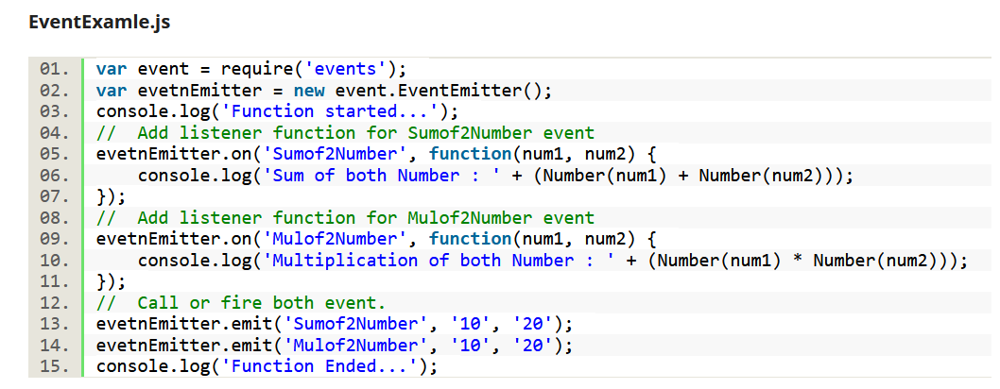 EventExamle.js
01. var event = require('events');
02. var evetnEmitter = new event.EventEmitter();
03. console.log('Function started...');
04. //  Add listener function for Sumof2Number event
05. evetnEmitter.on('Sumof2Number', function(num1, num2) {
06.     console.log('Sum of both Number : ' + (Number(num1) + Number(num2)));
07. });
08. //  Add listener function for Mulof2Number event
09. evetnEmitter.on('Mulof2Number', function(num1, num2) {
10.     console.log('Multiplication of both Number : ' + (Number(num1) * Number(num2)));
11. });
12. //  Call or fire both event.
13. evetnEmitter.emit('Sumof2Number', '10', '20');
14. evetnEmitter.emit('Mulof2Number', '10', '20');
15. console.log('Function Ended...');